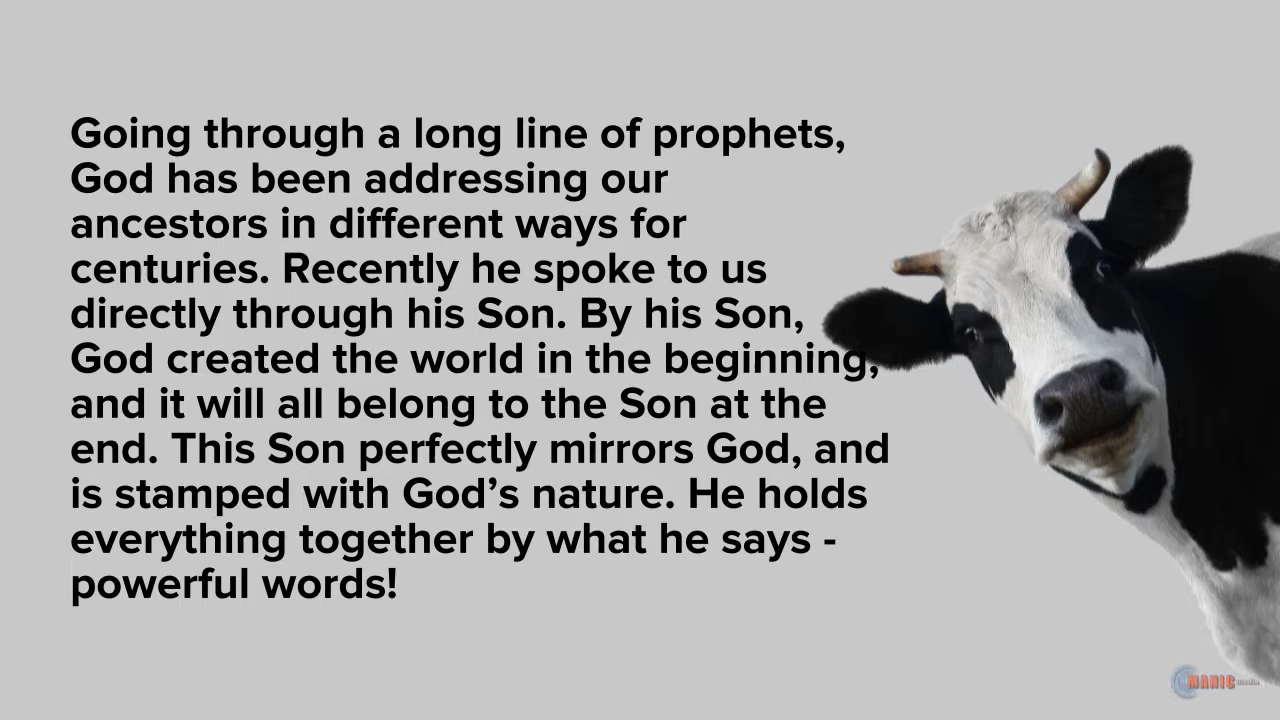 Going through a long line of prophets,
God has been addressing our
ancestors in different ways for
centuries. Recently he spoke to us
directly through his Son. By his Son,
God created the world in the beginning,
and it will all belong to the Son at the
end. This Son perfectly mirrors God, and
is stamped with God’s nature. He holds
everything together by what he says -
powerful words!
MANIC